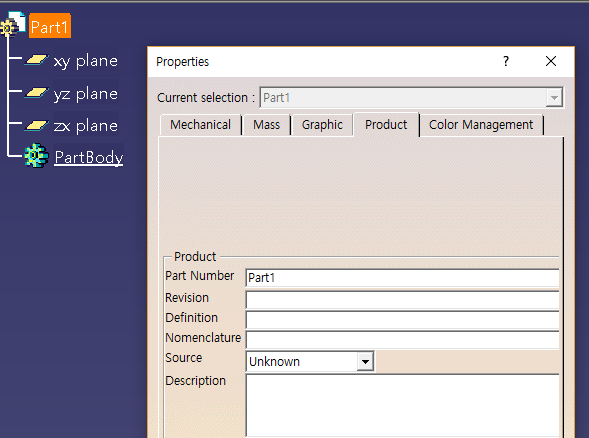 Part1
xy plane
yz plane
zx plane
PartBody
Properties ?
Current selection : Part1
Mechanical Mass Graphic Product Color Management
Product
Part Number Part1
Revision
Definition
Nomenclature
Source Unknown
Description